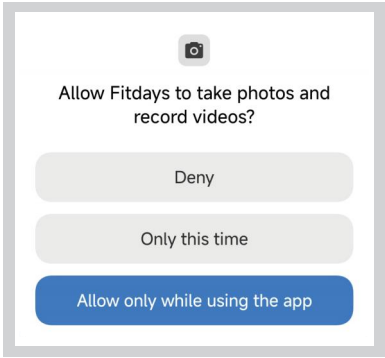 Allow Fitdays to take photos and
record videos?
Deny
Only this time
Allow only while using the app